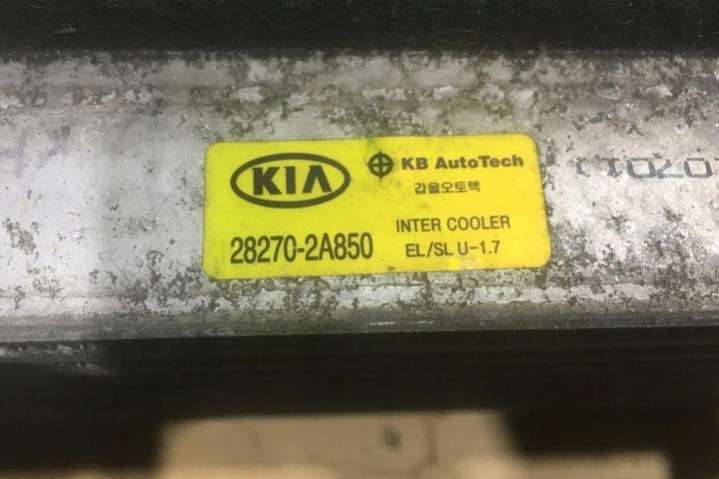 KIA
KB AutoTech
갑을오토텍
28270-2A850
INTER COOLER
EL/SL U-1.7